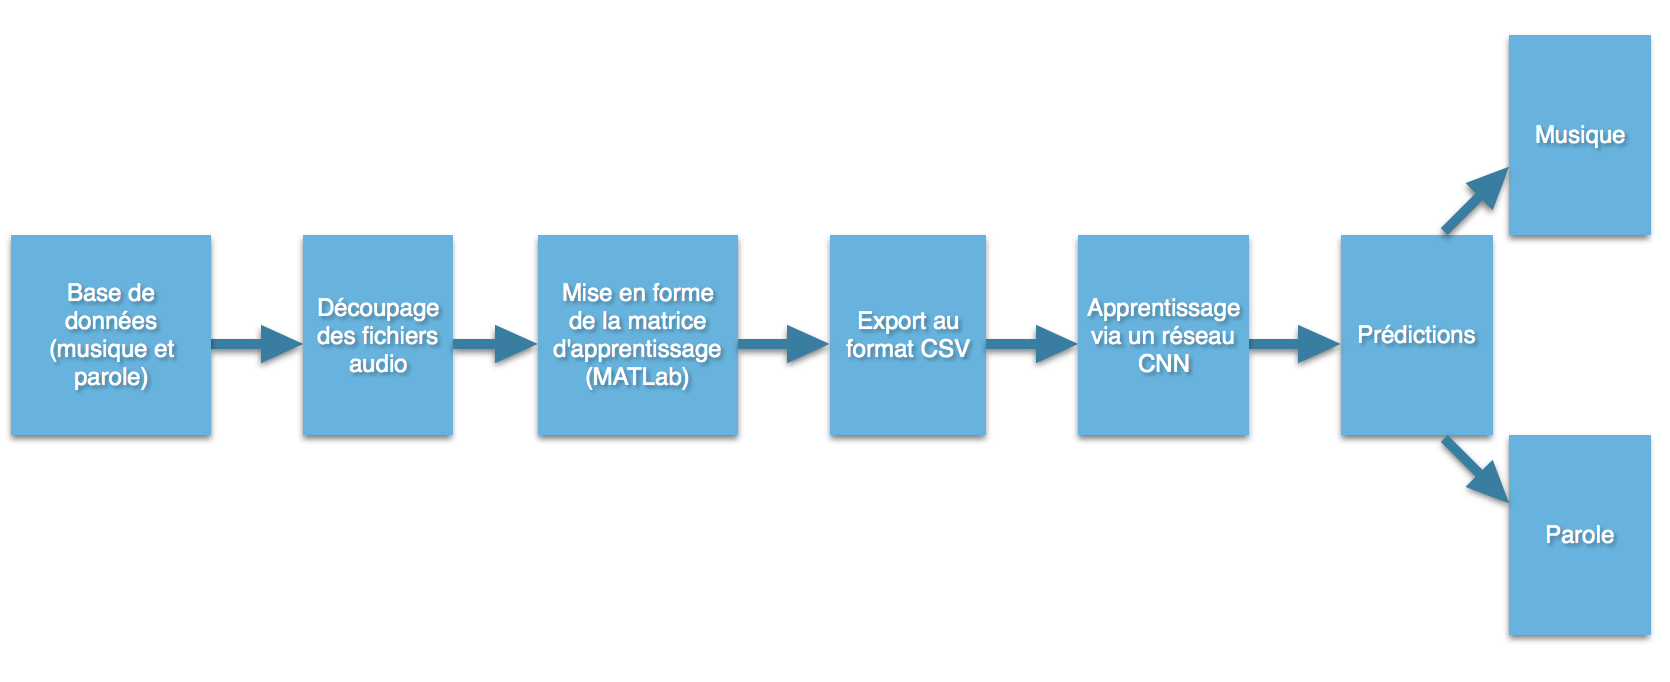 Base de
données
(musique et
parole)
Découpage
des fichiers
audio
Mise en forme
de la matrice
d'apprentissage
(MATLab)
Export au
format CSV
Apprentissage
via un réseau
CNN
Prédictions
Musique
Parole